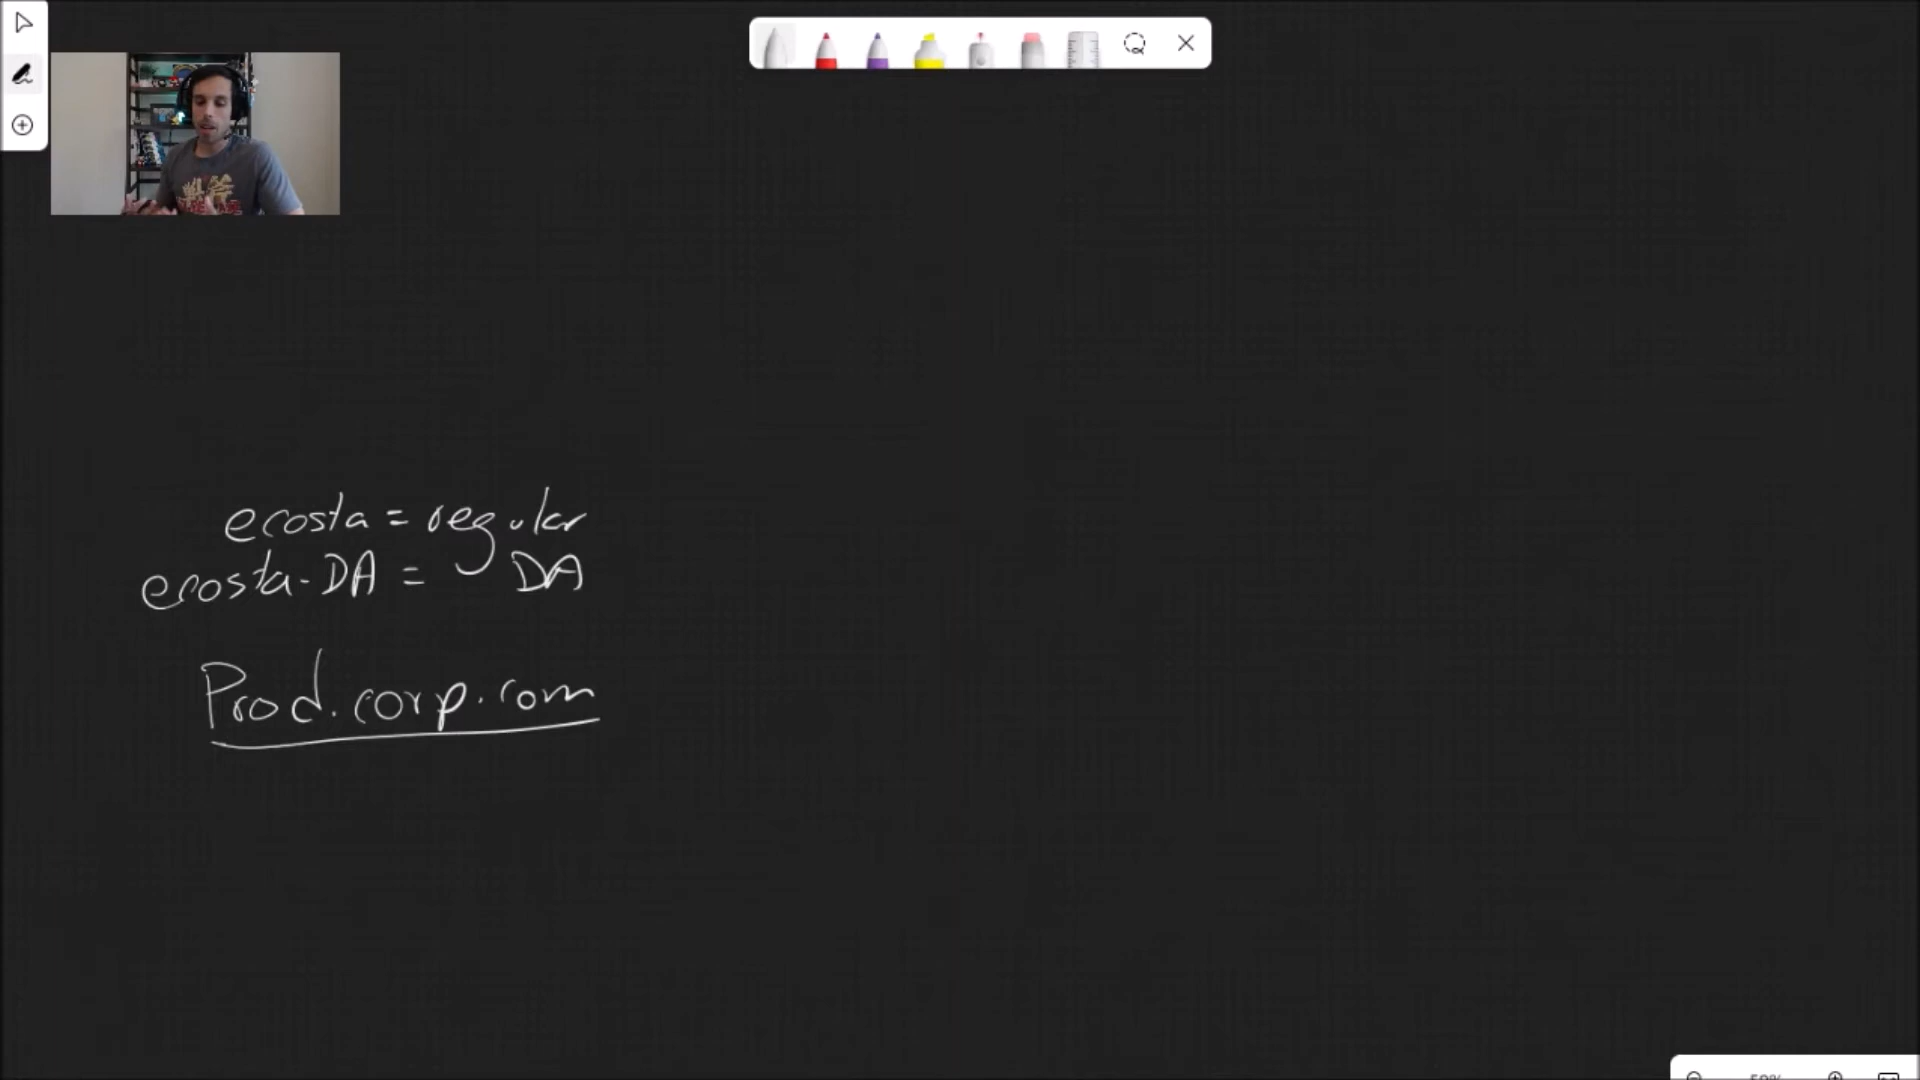 ecosta = regular
ecosta-DA = DA
Prod.corp.com